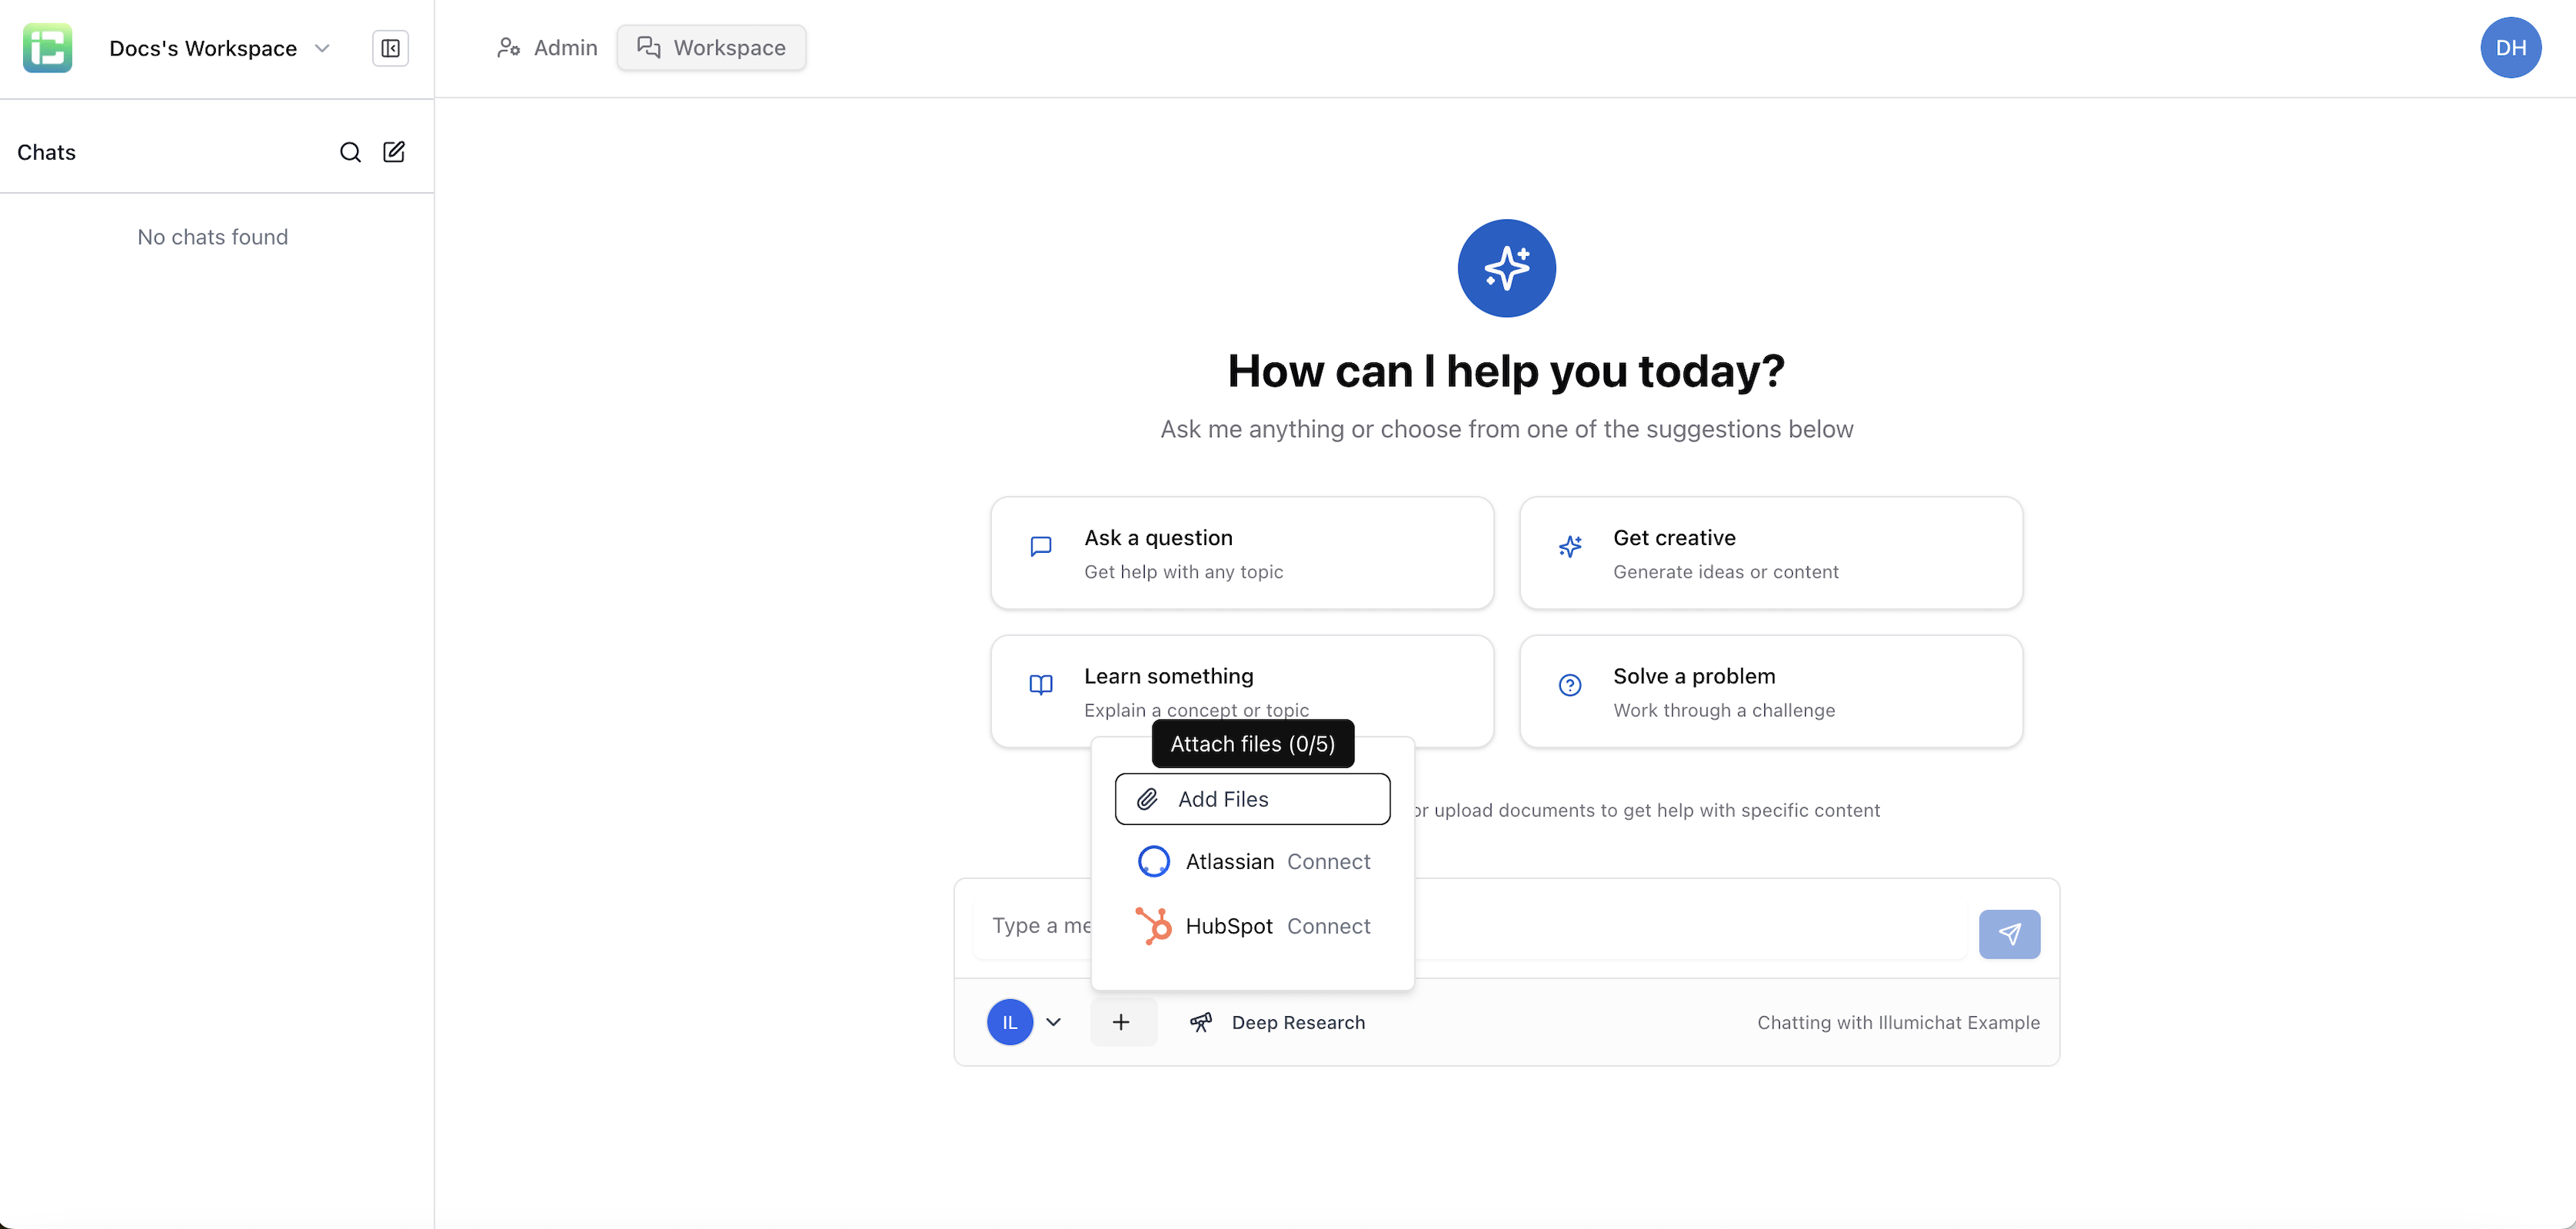 Docs's Workspace
Admin
Workspace
DH
Chats
No chats found
How can I help you today?
Ask me anything or choose from one of the suggestions below
Ask a question
Get help with any topic
Get creative
Generate ideas or content
Learn something
Explain a concept or topic
Solve a problem
Work through a challenge
Attach files (0/5)
Add Files
or upload documents to get help with specific content
Atlassian Connect
HubSpot Connect
Type a me
IL
Deep Research
Chatting with Illumichat Example